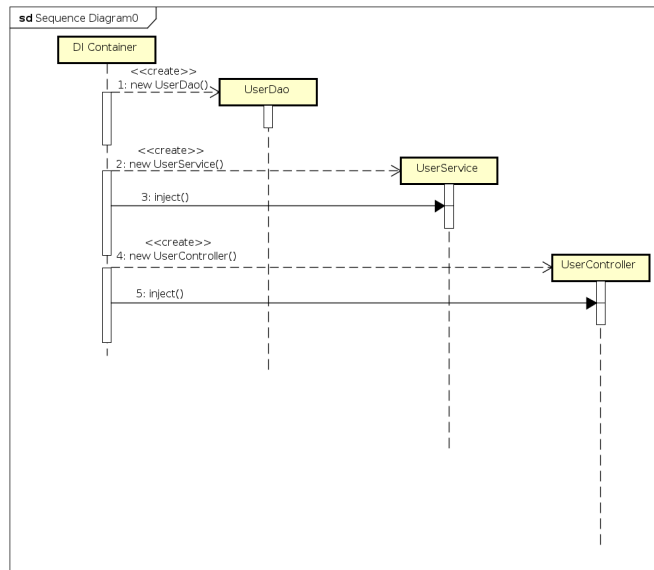 sd Sequence Diagram0
DI Container
<<create>>
1: new UserDao()
UserDao
<<create>>
2: new UserService()
UserService
3: inject()
<<create>>
4: new UserController()
UserController
5: inject()